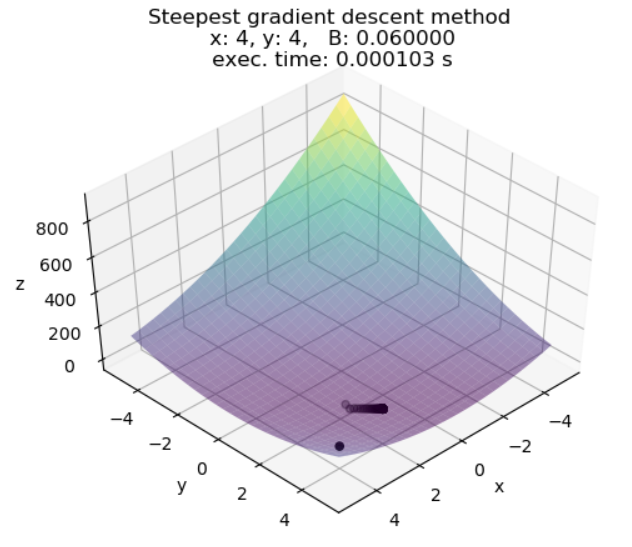 Steepest gradient descent method
x: 4, y: 4,   B: 0.060000
exec. time: 0.000103 s
800
600
400
200
0
z
−4
−2
0
2
4
y
−4
−2
0
2
4
x